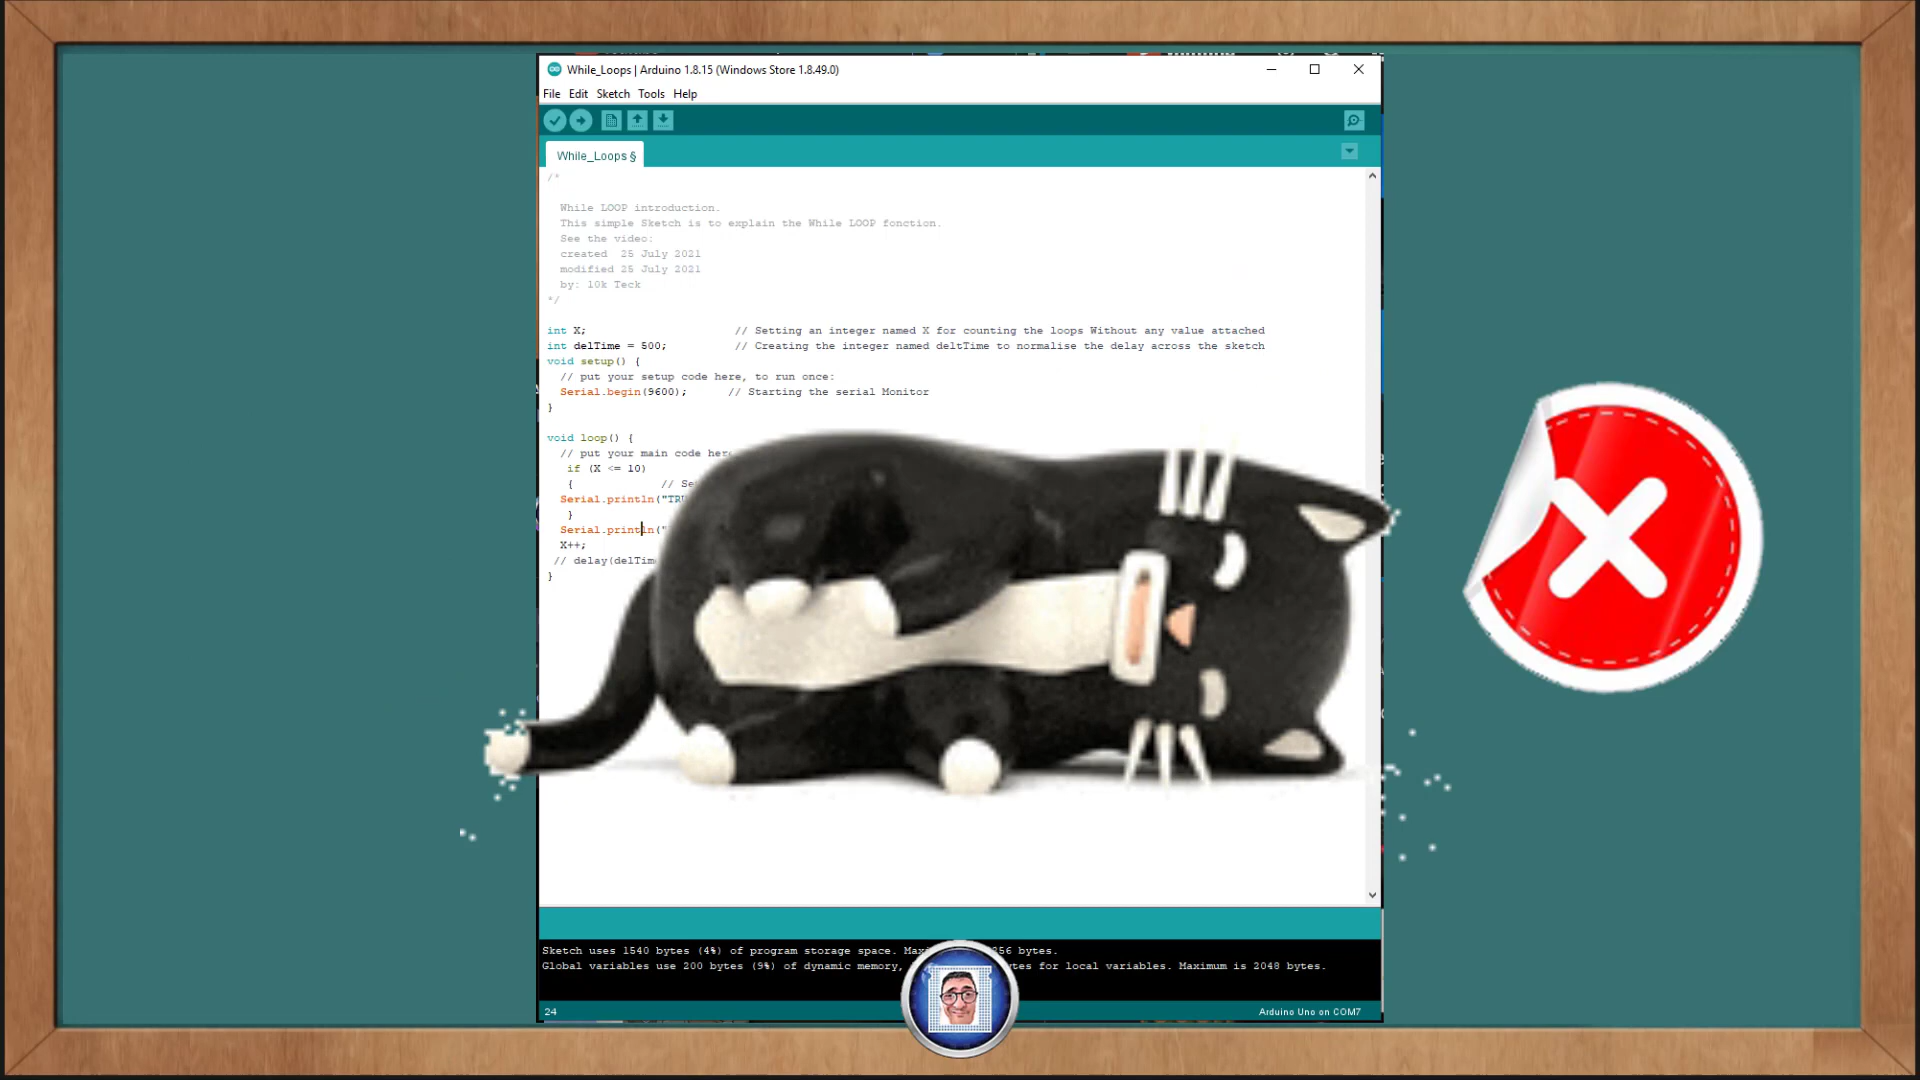 While_Loops | Arduino 1.8.15 (Windows Store 1.8.49.0)
File Edit Sketch Tools Help
While_Loops §
/*
While LOOP introduction.
This simple Sketch is to explain the While LOOP fonction.
See the video:
created  25 July 2021
modified 25 July 2021
by: 10k Teck
*/
int X; // Setting an integer named X for counting the loops Without any value attached
int delTime = 500; // Creating the integer named deltTime to normalise the delay across the sketch
void setup() {
// put your setup code here, to run once:
Serial.begin(9600); // Starting the serial Monitor
}
void loop() {
// put your main code here
if (X <= 10)
{ // Se
Serial.println("TRU
}
Serial.println("
X++;
// delay(delTim
}
Sketch uses 1540 bytes (4%) of program storage space. 256 bytes.
Global variables use 200 bytes (9%) of dynamic memory, for local variables. Maximum is 2048 bytes.
24
Arduino Uno on COM7